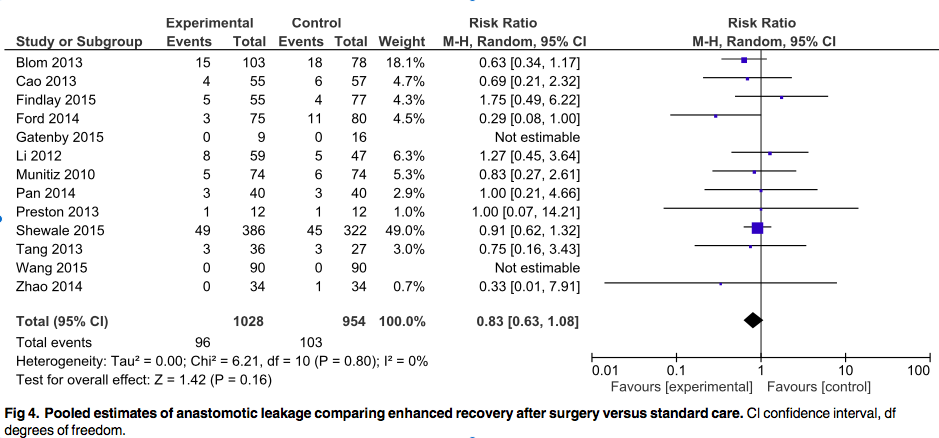 Experimental Control Risk Ratio Risk Ratio
Study or Subgroup Events Total Events Total Weight M-H, Random, 95% CI M-H, Random, 95% CI
Blom 2013 15 103 18 78 18.1% 0.63 [0.34, 1.17]
Cao 2013 4 55 6 57 4.7% 0.69 [0.21, 2.32]
Findlay 2015 5 55 4 77 4.3% 1.75 [0.49, 6.22]
Ford 2014 3 75 11 80 4.5% 0.29 [0.08, 1.00]
Gatenby 2015 0 9 0 16 Not estimable
Li 2012 8 59 5 47 6.3% 1.27 [0.45, 3.64]
Munitiz 2010 5 74 6 74 5.3% 0.83 [0.27, 2.61]
Pan 2014 3 40 3 40 2.9% 1.00 [0.21, 4.66]
Preston 2013 1 12 1 12 1.0% 1.00 [0.07, 14.21]
Shewale 2015 49 386 45 322 49.0% 0.91 [0.62, 1.32]
Tang 2013 3 36 3 27 3.0% 0.75 [0.16, 3.43]
Wang 2015 0 90 0 90 Not estimable
Zhao 2014 0 34 1 34 0.7% 0.33 [0.01, 7.91]
Total (95% CI) 1028 954 100.0% 0.83 [0.63, 1.08]
Total events 96 103
Heterogeneity: Tau² = 0.00; Chi² = 6.21, df = 10 (P = 0.80); I² = 0%
Test for overall effect: Z = 1.42 (P = 0.16)
0.01 0.1 1 10 100
Favours [experimental] Favours [control]
Fig 4. Pooled estimates of anastomotic leakage comparing enhanced recovery after surgery versus standard care. CI confidence interval, df
degrees of freedom.